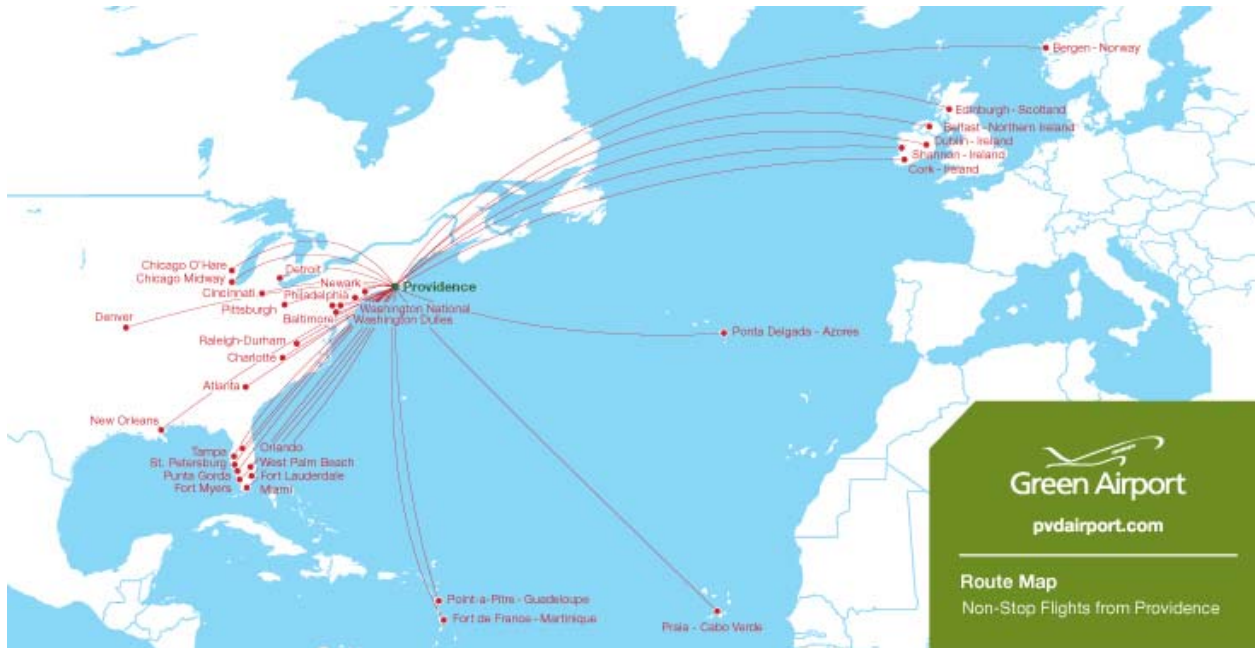 Bergen - Norway
Edinburgh - Scotland
Belfast - Northern Ireland
Dublin - Ireland
Shannon - Ireland
Cork - Ireland
Chicago O'Hare
Chicago Midway
Detroit
Cincinnati
Newark
Providence
Philadelphia
Pittsburgh
Washington National
Denver
Baltimore
Washington Dulles
Ponta Delgada - Azores
Raleigh-Durham
Charlotte
Atlanta
New Orleans
Tampa
Orlando
St. Petersburg
West Palm Beach
Punta Gorda
Fort Lauderdale
Fort Myers
Miami
Point-a-Pitre - Guadeloupe
Fort de France - Martinique
Praia - Cabo Verde
Green Airport
pvdairport.com
Route Map
Non-Stop Flights from Providence